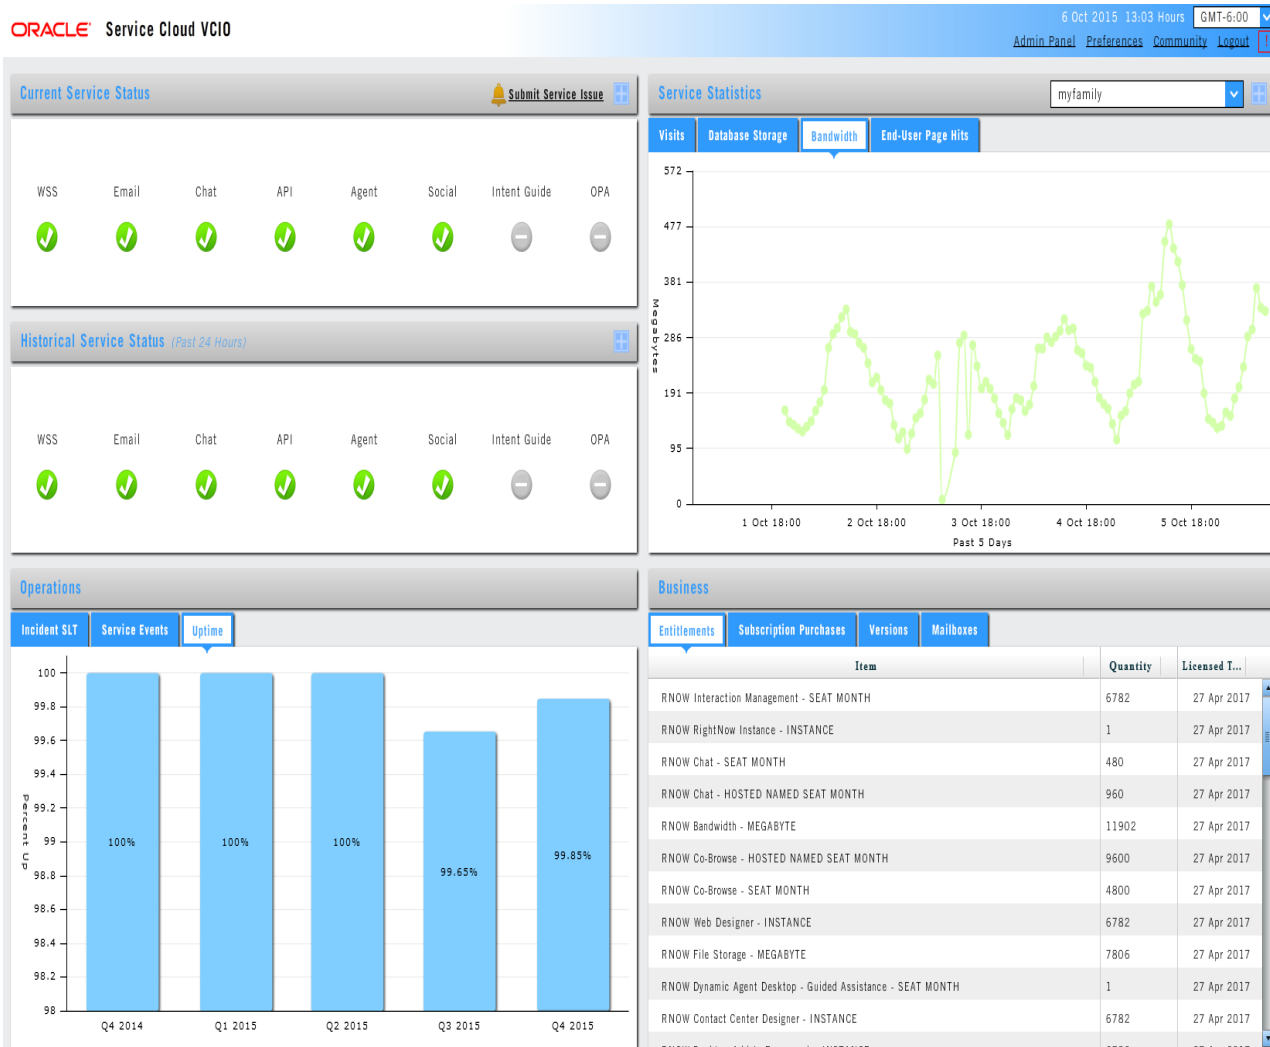 ORACLE Service Cloud VCIO
6 Oct 2015 13:03 Hours GMT-6:00
Admin Panel Preferences Community Logout !
Current Service Status
Submit Service Issue
WSS Email Chat API Agent Social Intent Guide OPA
Historical Service Status (Past 24 Hours)
WSS Email Chat API Agent Social Intent Guide OPA
Service Statistics
myfamily
Visits Database Storage Bandwidth End-User Page Hits
572
477
381
286
191
95
0
Megabytes
1 Oct 18:00 2 Oct 18:00 3 Oct 18:00 4 Oct 18:00 5 Oct 18:00
Past 5 Days
Operations
Incident SLT Service Events Uptime
100
99.8
99.6
99.4
99.2
99
98.8
98.6
98.4
98.2
98
Percent Up
100% 100% 100% 99.65% 99.85%
Q4 2014 Q1 2015 Q2 2015 Q3 2015 Q4 2015
Business
Entitlements Subscription Purchases Versions Mailboxes
Item Quantity Licensed T...
RNOW Interaction Management - SEAT MONTH 6782 27 Apr 2017
RNOW RightNow Instance - INSTANCE 1 27 Apr 2017
RNOW Chat - SEAT MONTH 480 27 Apr 2017
RNOW Chat - HOSTED NAMED SEAT MONTH 960 27 Apr 2017
RNOW Bandwidth - MEGABYTE 11902 27 Apr 2017
RNOW Co-Browse - HOSTED NAMED SEAT MONTH 9600 27 Apr 2017
RNOW Co-Browse - SEAT MONTH 4800 27 Apr 2017
RNOW Web Designer - INSTANCE 6782 27 Apr 2017
RNOW File Storage - MEGABYTE 7806 27 Apr 2017
RNOW Dynamic Agent Desktop - Guided Assistance - SEAT MONTH 1 27 Apr 2017
RNOW Contact Center Designer - INSTANCE 6782 27 Apr 2017